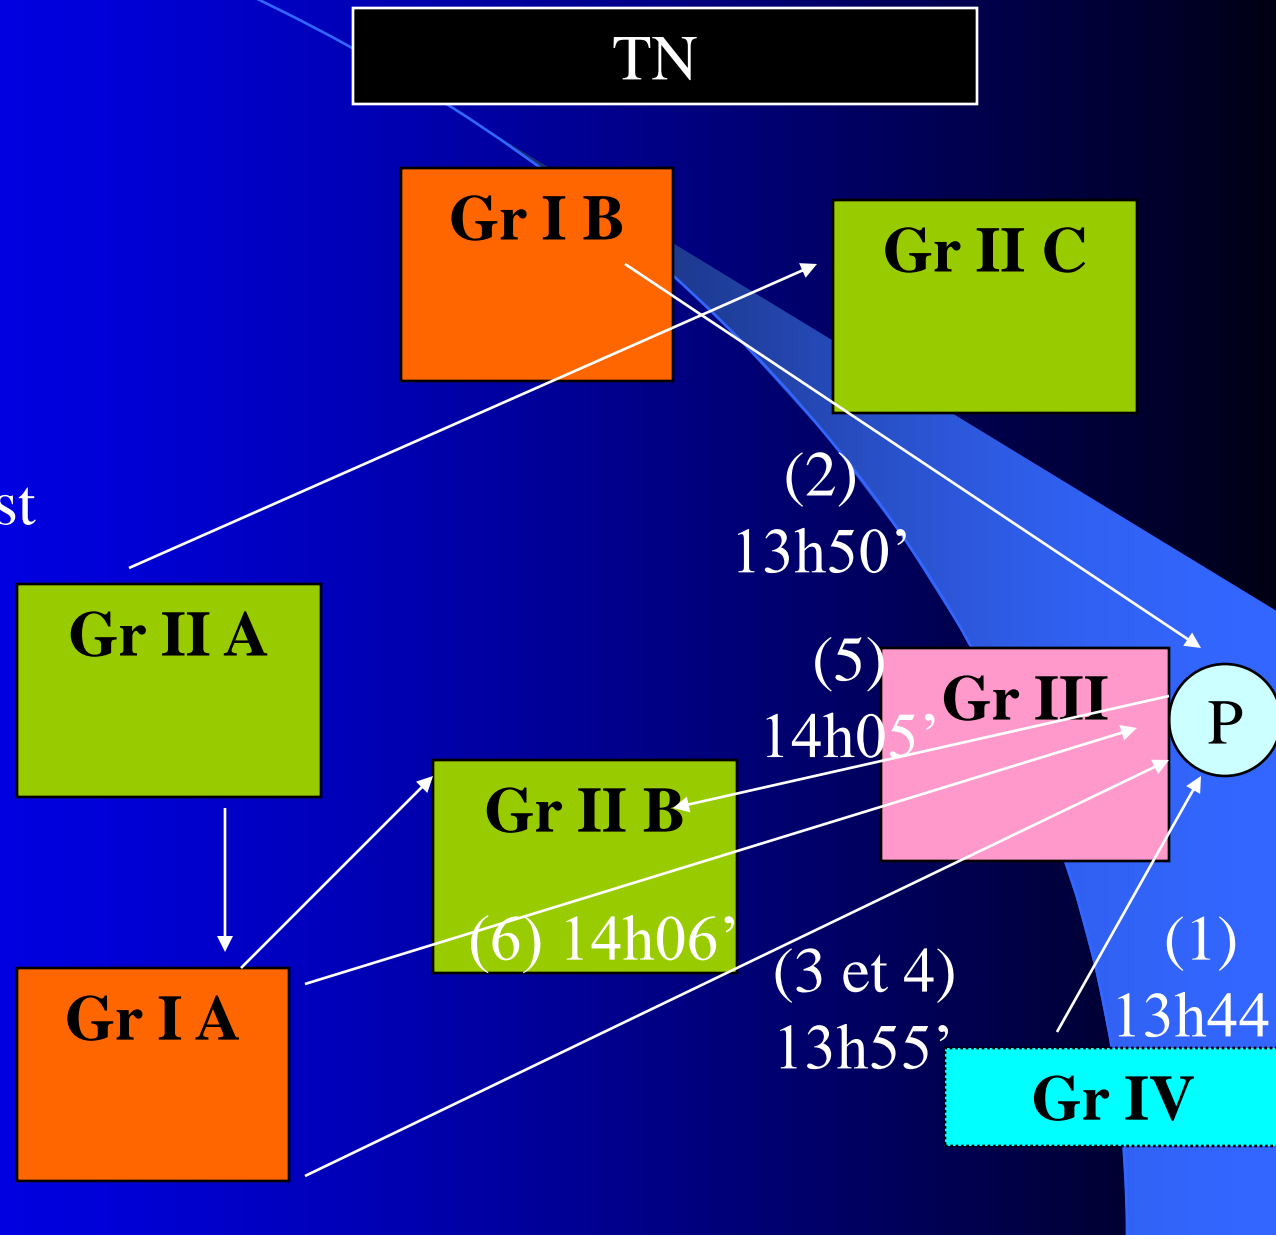 TN
Gr I B
Gr II C
(2)
13h50’
st
Gr II A
(5)
14h05’
Gr III
P
Gr II B
(6) 14h06’
(3 et 4)
13h55’
(1)
13h44
Gr I A
Gr IV